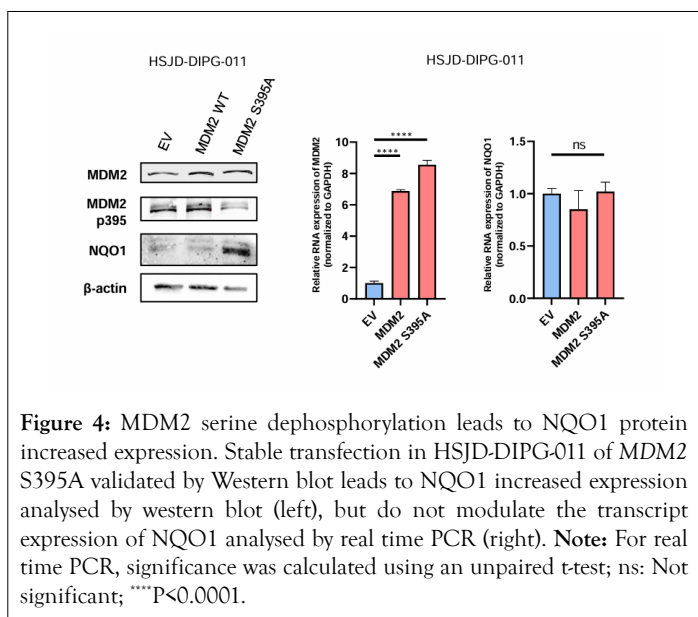 HSJD-DIPG-011
EV
MDM2 WT
MDM2 S395A
MDM2
MDM2
p395
NQO1
β-actin
HSJD-DIPG-011
Relative RNA expression of MDM2
(normalized to GAPDH)
10
8
6
4
2
0
****
****
EV
MDM2
MDM2 S395A
Relative RNA expression of NQO1
(normalized to GAPDH)
1.5
1.0
0.5
0.0
ns
EV
MDM2
MDM2 S395A
Figure 4: MDM2 serine dephosphorylation leads to NQO1 protein
increased expression. Stable transfection in HSJD-DIPG-011 of MDM2
S395A validated by Western blot leads to NQO1 increased expression
analysed by western blot (left), but do not modulate the transcript
expression of NQO1 analysed by real time PCR (right). Note: For real
time PCR, significance was calculated using an unpaired t-test; ns: Not
significant; ****P<0.0001.